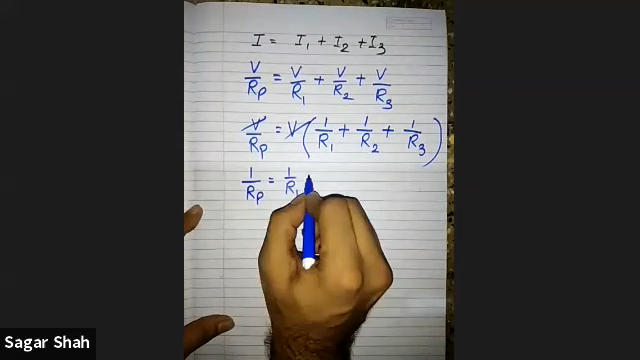 I = I₁ + I₂ + I₃
V/Rp = V/R₁ + V/R₂ + V/R₃
V/Rp = V(1/R₁ + 1/R₂ + 1/R₃)
1/Rp = 1/R₁
Sagar Shah